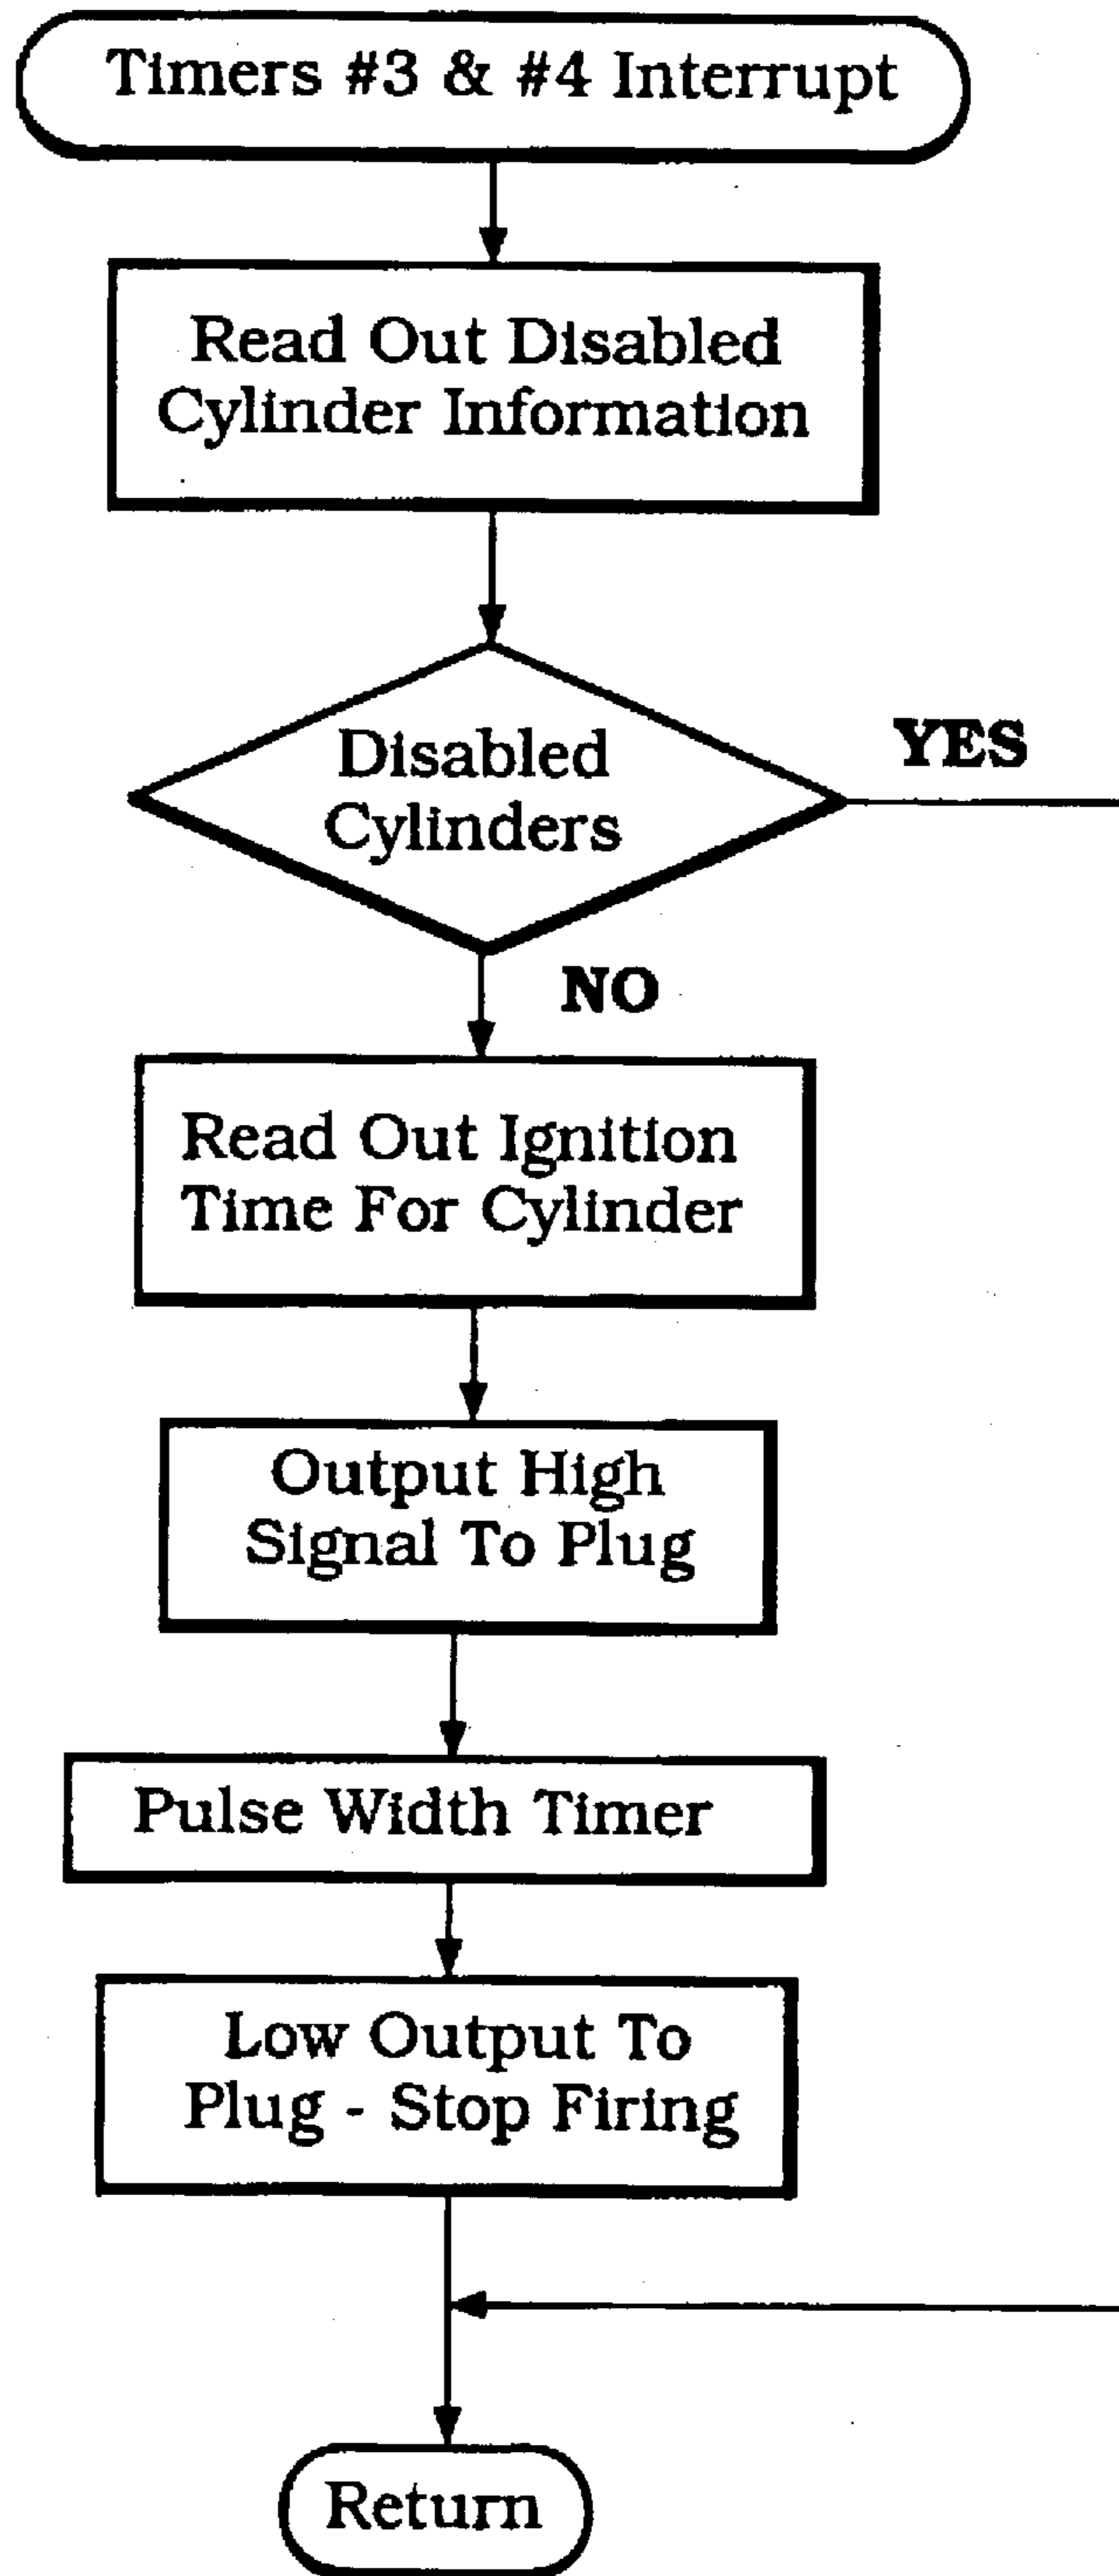 Timers #3 & #4 Interrupt
Read Out Disabled
Cylinder Information
Disabled
Cylinders
YES
NO
Read Out Ignition
Time For Cylinder
Output High
Signal To Plug
Pulse Width Timer
Low Output To
Plug - Stop Firing
Return